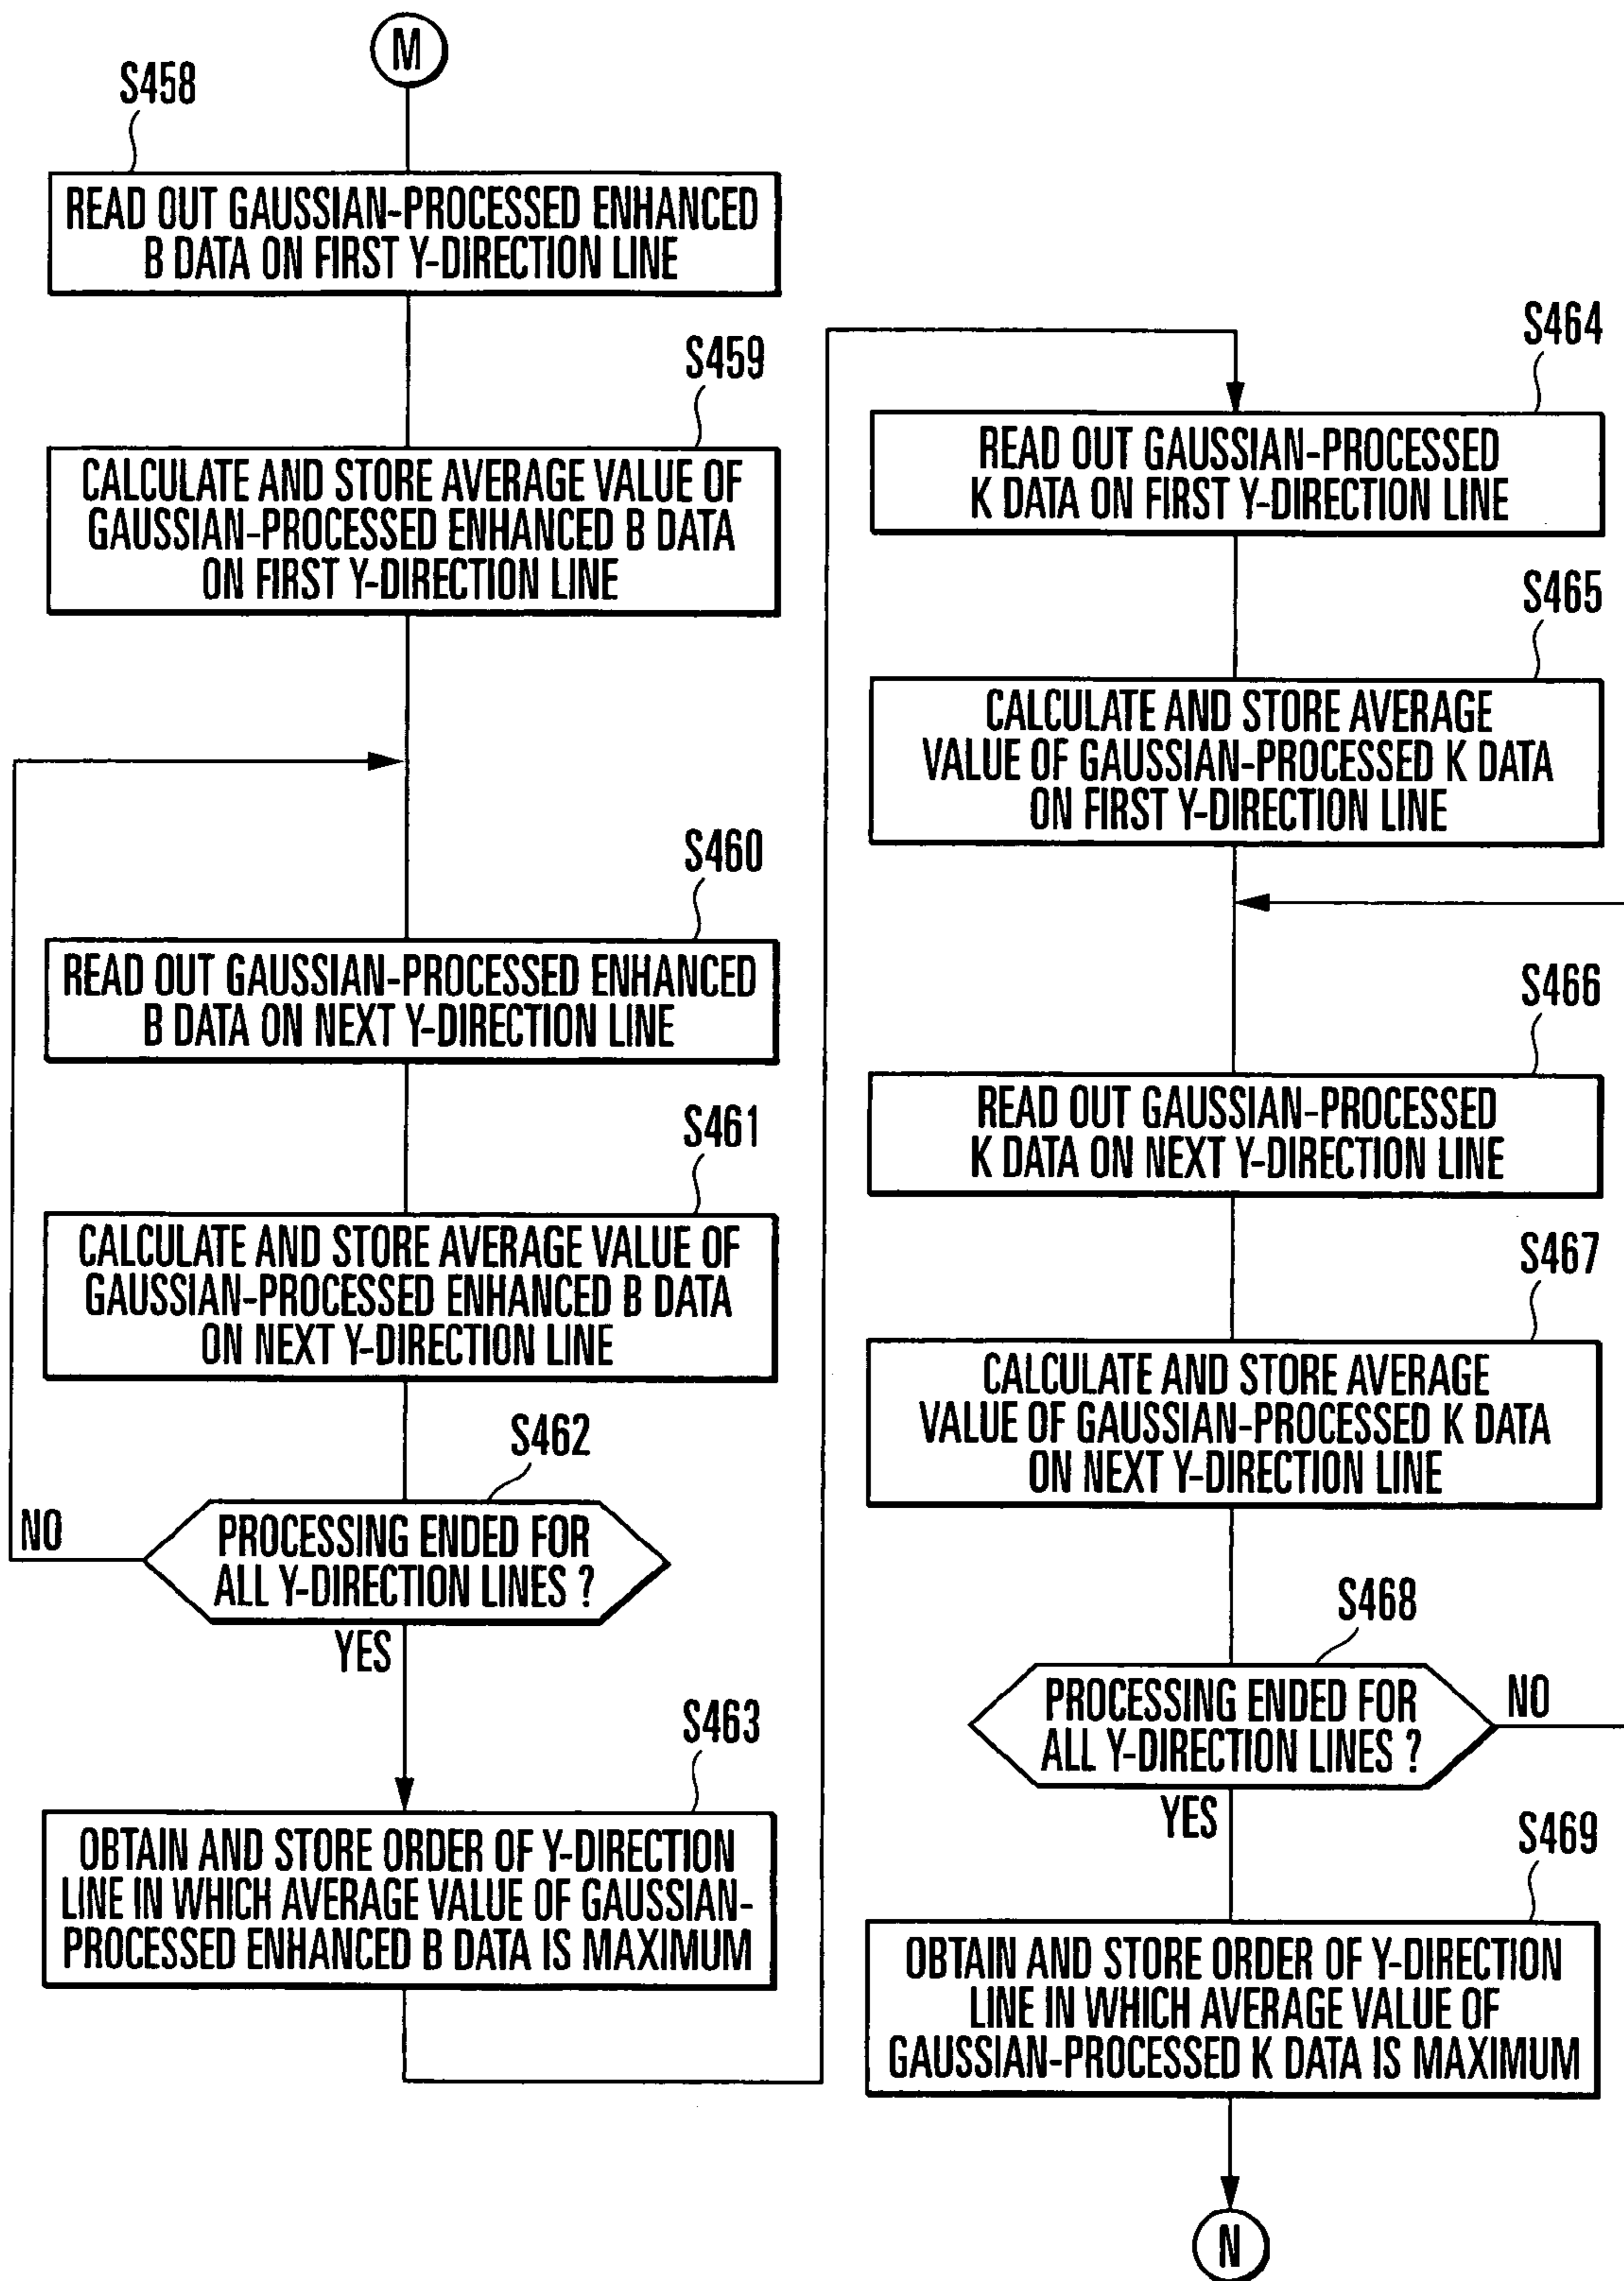 M
S458
READ OUT GAUSSIAN-PROCESSED ENHANCED
B DATA ON FIRST Y-DIRECTION LINE
S459
CALCULATE AND STORE AVERAGE VALUE OF
GAUSSIAN-PROCESSED ENHANCED B DATA
ON FIRST Y-DIRECTION LINE
S460
READ OUT GAUSSIAN-PROCESSED ENHANCED
B DATA ON NEXT Y-DIRECTION LINE
S461
CALCULATE AND STORE AVERAGE VALUE OF
GAUSSIAN-PROCESSED ENHANCED B DATA
ON NEXT Y-DIRECTION LINE
S462
NO
PROCESSING ENDED FOR
ALL Y-DIRECTION LINES ?
YES
S463
OBTAIN AND STORE ORDER OF Y-DIRECTION
LINE IN WHICH AVERAGE VALUE OF GAUSSIAN-
PROCESSED ENHANCED B DATA IS MAXIMUM
S464
READ OUT GAUSSIAN-PROCESSED
K DATA ON FIRST Y-DIRECTION LINE
S465
CALCULATE AND STORE AVERAGE
VALUE OF GAUSSIAN-PROCESSED K DATA
ON FIRST Y-DIRECTION LINE
S466
READ OUT GAUSSIAN-PROCESSED
K DATA ON NEXT Y-DIRECTION LINE
S467
CALCULATE AND STORE AVERAGE
VALUE OF GAUSSIAN-PROCESSED K DATA
ON NEXT Y-DIRECTION LINE
S468
PROCESSING ENDED FOR
ALL Y-DIRECTION LINES ?
NO
YES
S469
OBTAIN AND STORE ORDER OF Y-DIRECTION
LINE IN WHICH AVERAGE VALUE OF
GAUSSIAN-PROCESSED K DATA IS MAXIMUM
N